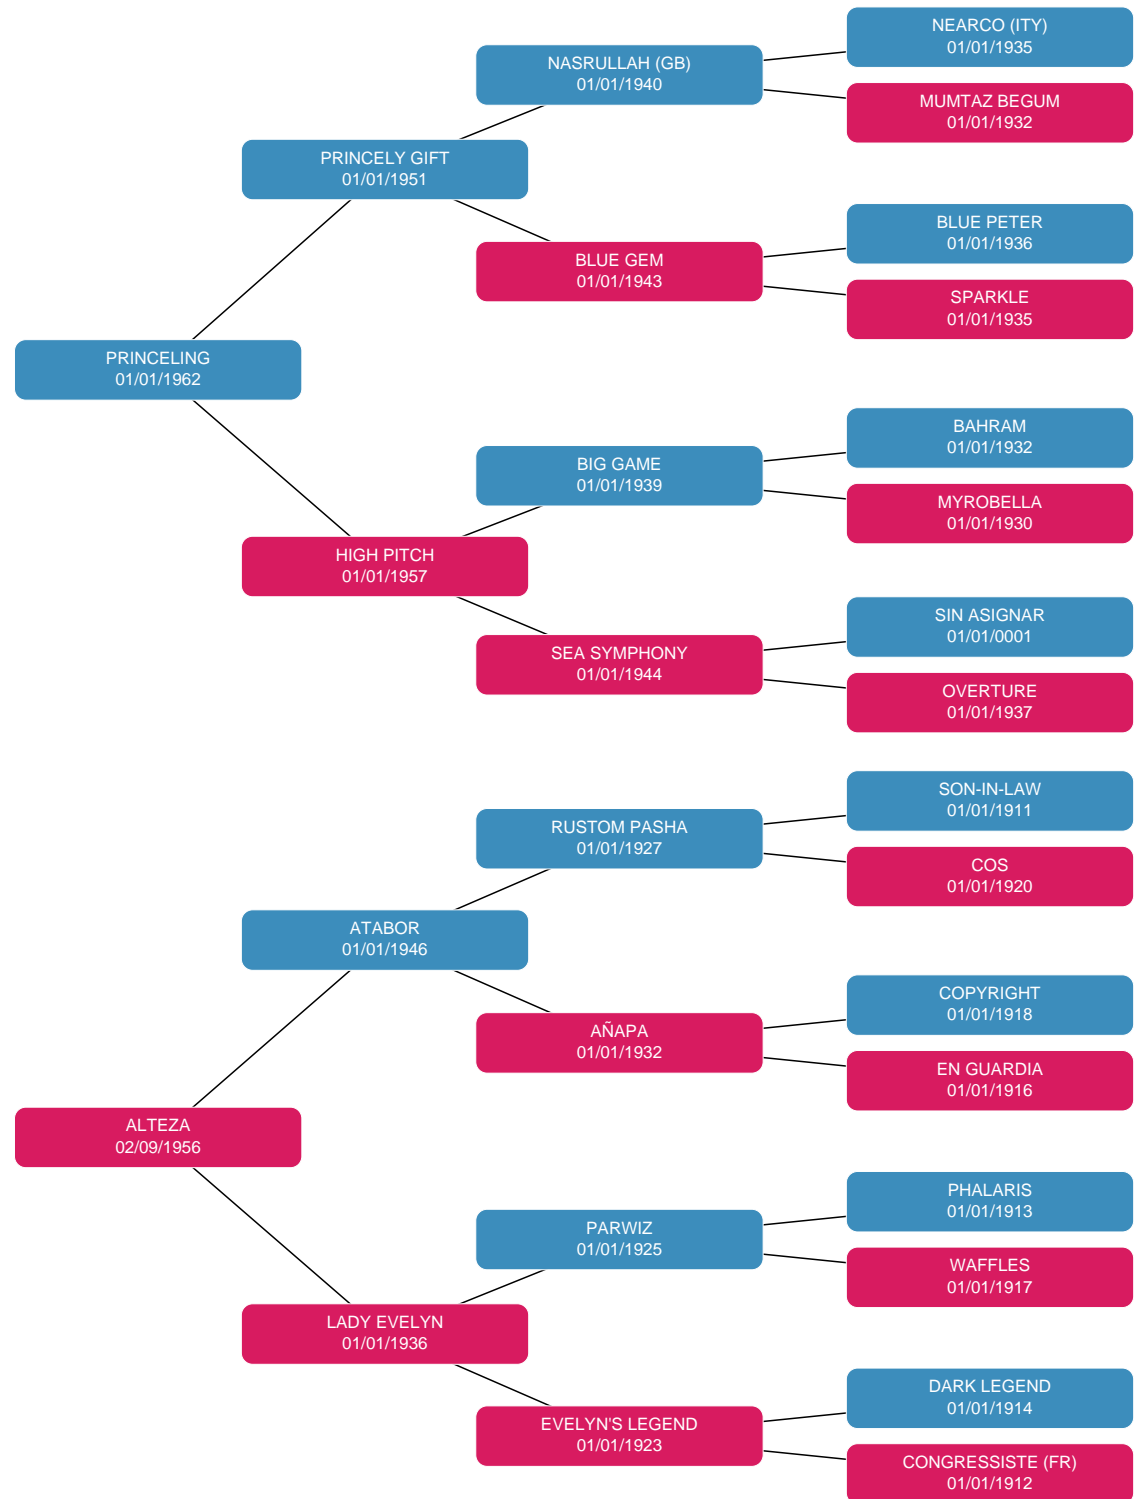 NEARCO (ITY)
01/01/1935
NASRULLAH (GB)
01/01/1940
MUMTAZ BEGUM
01/01/1932
PRINCELY GIFT
01/01/1951
BLUE PETER
01/01/1936
BLUE GEM
01/01/1943
SPARKLE
01/01/1935
PRINCELING
01/01/1962
BAHRAM
01/01/1932
BIG GAME
01/01/1939
MYROBELLA
01/01/1930
HIGH PITCH
01/01/1957
SIN ASIGNAR
01/01/0001
SEA SYMPHONY
01/01/1944
OVERTURE
01/01/1937
SON-IN-LAW
01/01/1911
RUSTOM PASHA
01/01/1927
COS
01/01/1920
ATABOR
01/01/1946
COPYRIGHT
01/01/1918
AÑAPA
01/01/1932
EN GUARDIA
01/01/1916
ALTEZA
02/09/1956
PHALARIS
01/01/1913
PARWIZ
01/01/1925
WAFFLES
01/01/1917
LADY EVELYN
01/01/1936
DARK LEGEND
01/01/1914
EVELYN'S LEGEND
01/01/1923
CONGRESSISTE (FR)
01/01/1912